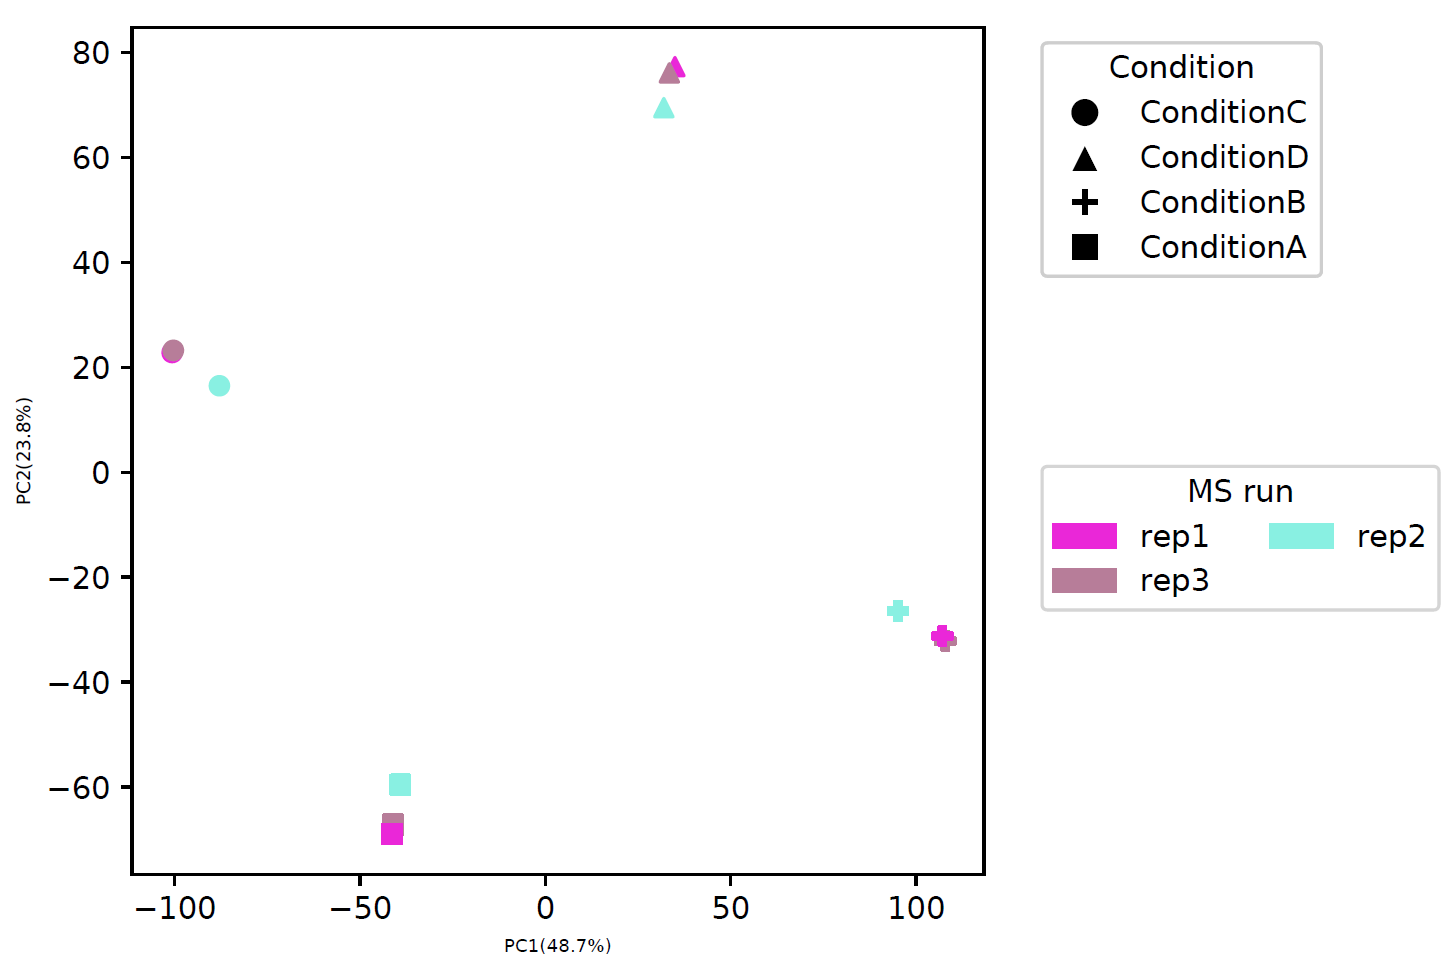 80
60
40
20
0
−20
−40
−60
−100
−50
0
50
100
PC2(23.8%)
PC1(48.7%)
Condition
ConditionC
ConditionD
ConditionB
ConditionA
MS run
rep1 rep2
rep3